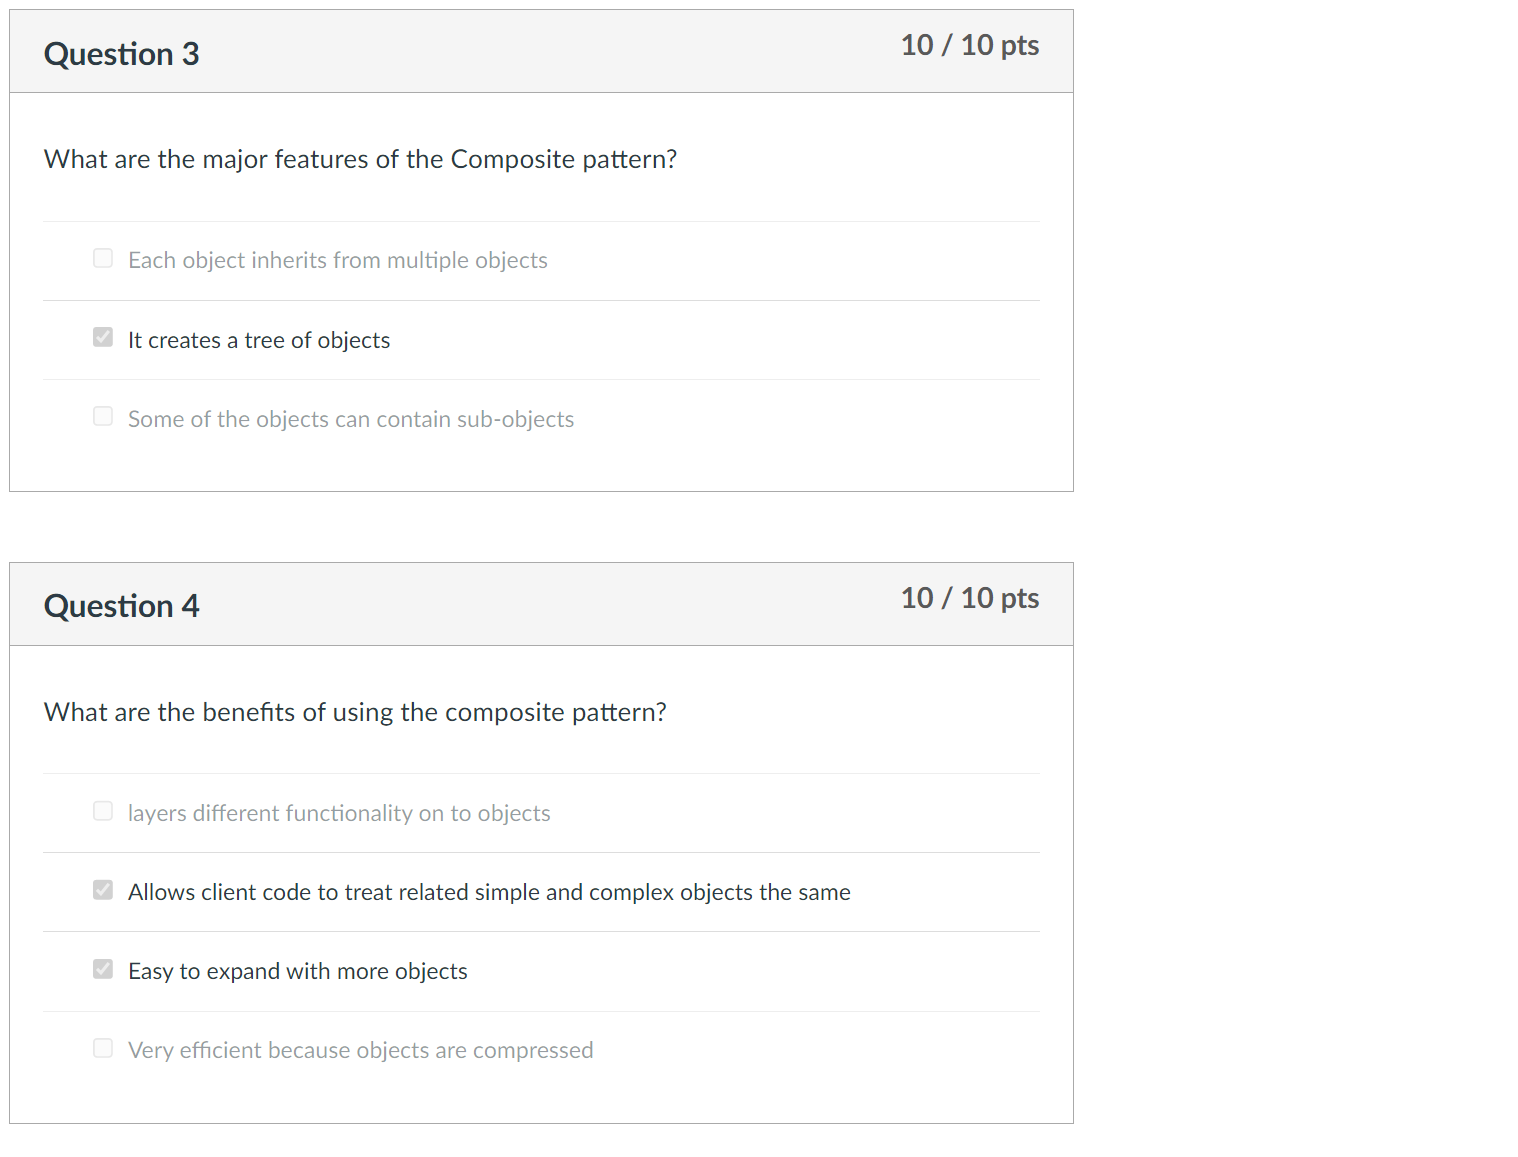 Question 3
10 / 10 pts
What are the major features of the Composite pattern?
Each object inherits from multiple objects
It creates a tree of objects
Some of the objects can contain sub-objects
Question 4
10 / 10 pts
What are the benefits of using the composite pattern?
layers different functionality on to objects
Allows client code to treat related simple and complex objects the same
Easy to expand with more objects
Very efficient because objects are compressed